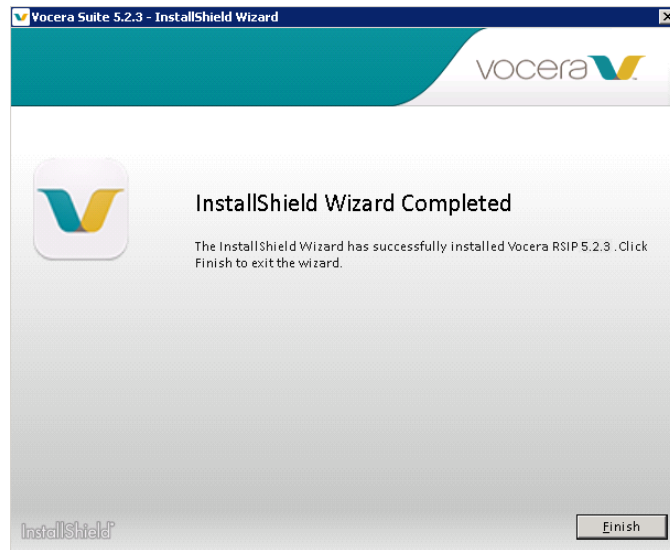 Vocera Suite 5.2.3 - InstallShield Wizard
vocera
InstallShield Wizard Completed
The InstallShield Wizard has successfully installed Vocera RSIP 5.2.3 .Click
Finish to exit the wizard.
InstallShield
Finish